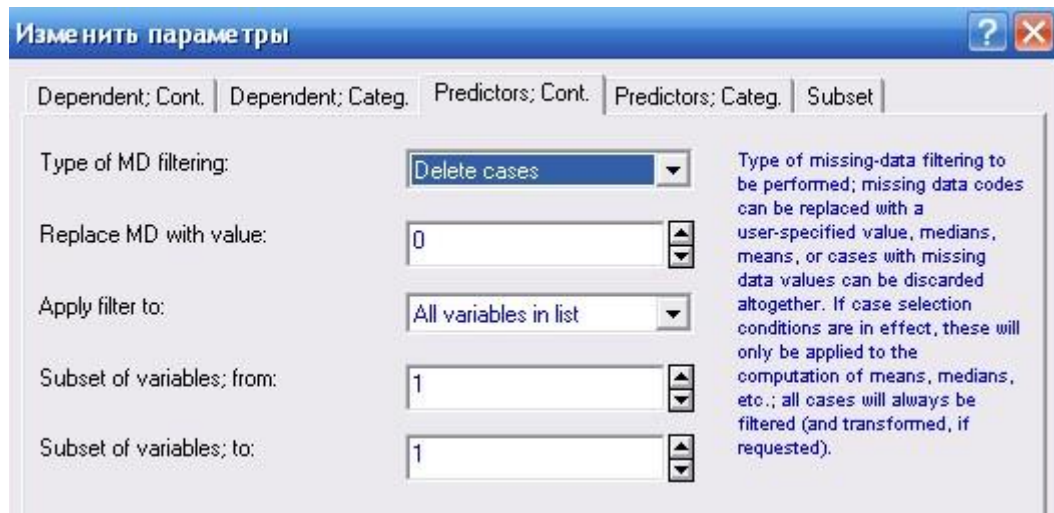 Изменить параметры
Dependent; Cont. Dependent; Categ. Predictors; Cont. Predictors; Categ. Subset
Type of MD filtering: Delete cases
Replace MD with value: 0
Apply filter to: All variables in list
Subset of variables; from: 1
Subset of variables; to: 1
Type of missing-data filtering to
be performed; missing data codes
can be replaced with a
user-specified value, medians,
means, or cases with missing
data values can be discarded
altogether. If case selection
conditions are in effect, these will
only be applied to the
computation of means, medians,
etc.; all cases will always be
filtered (and transformed, if
requested).